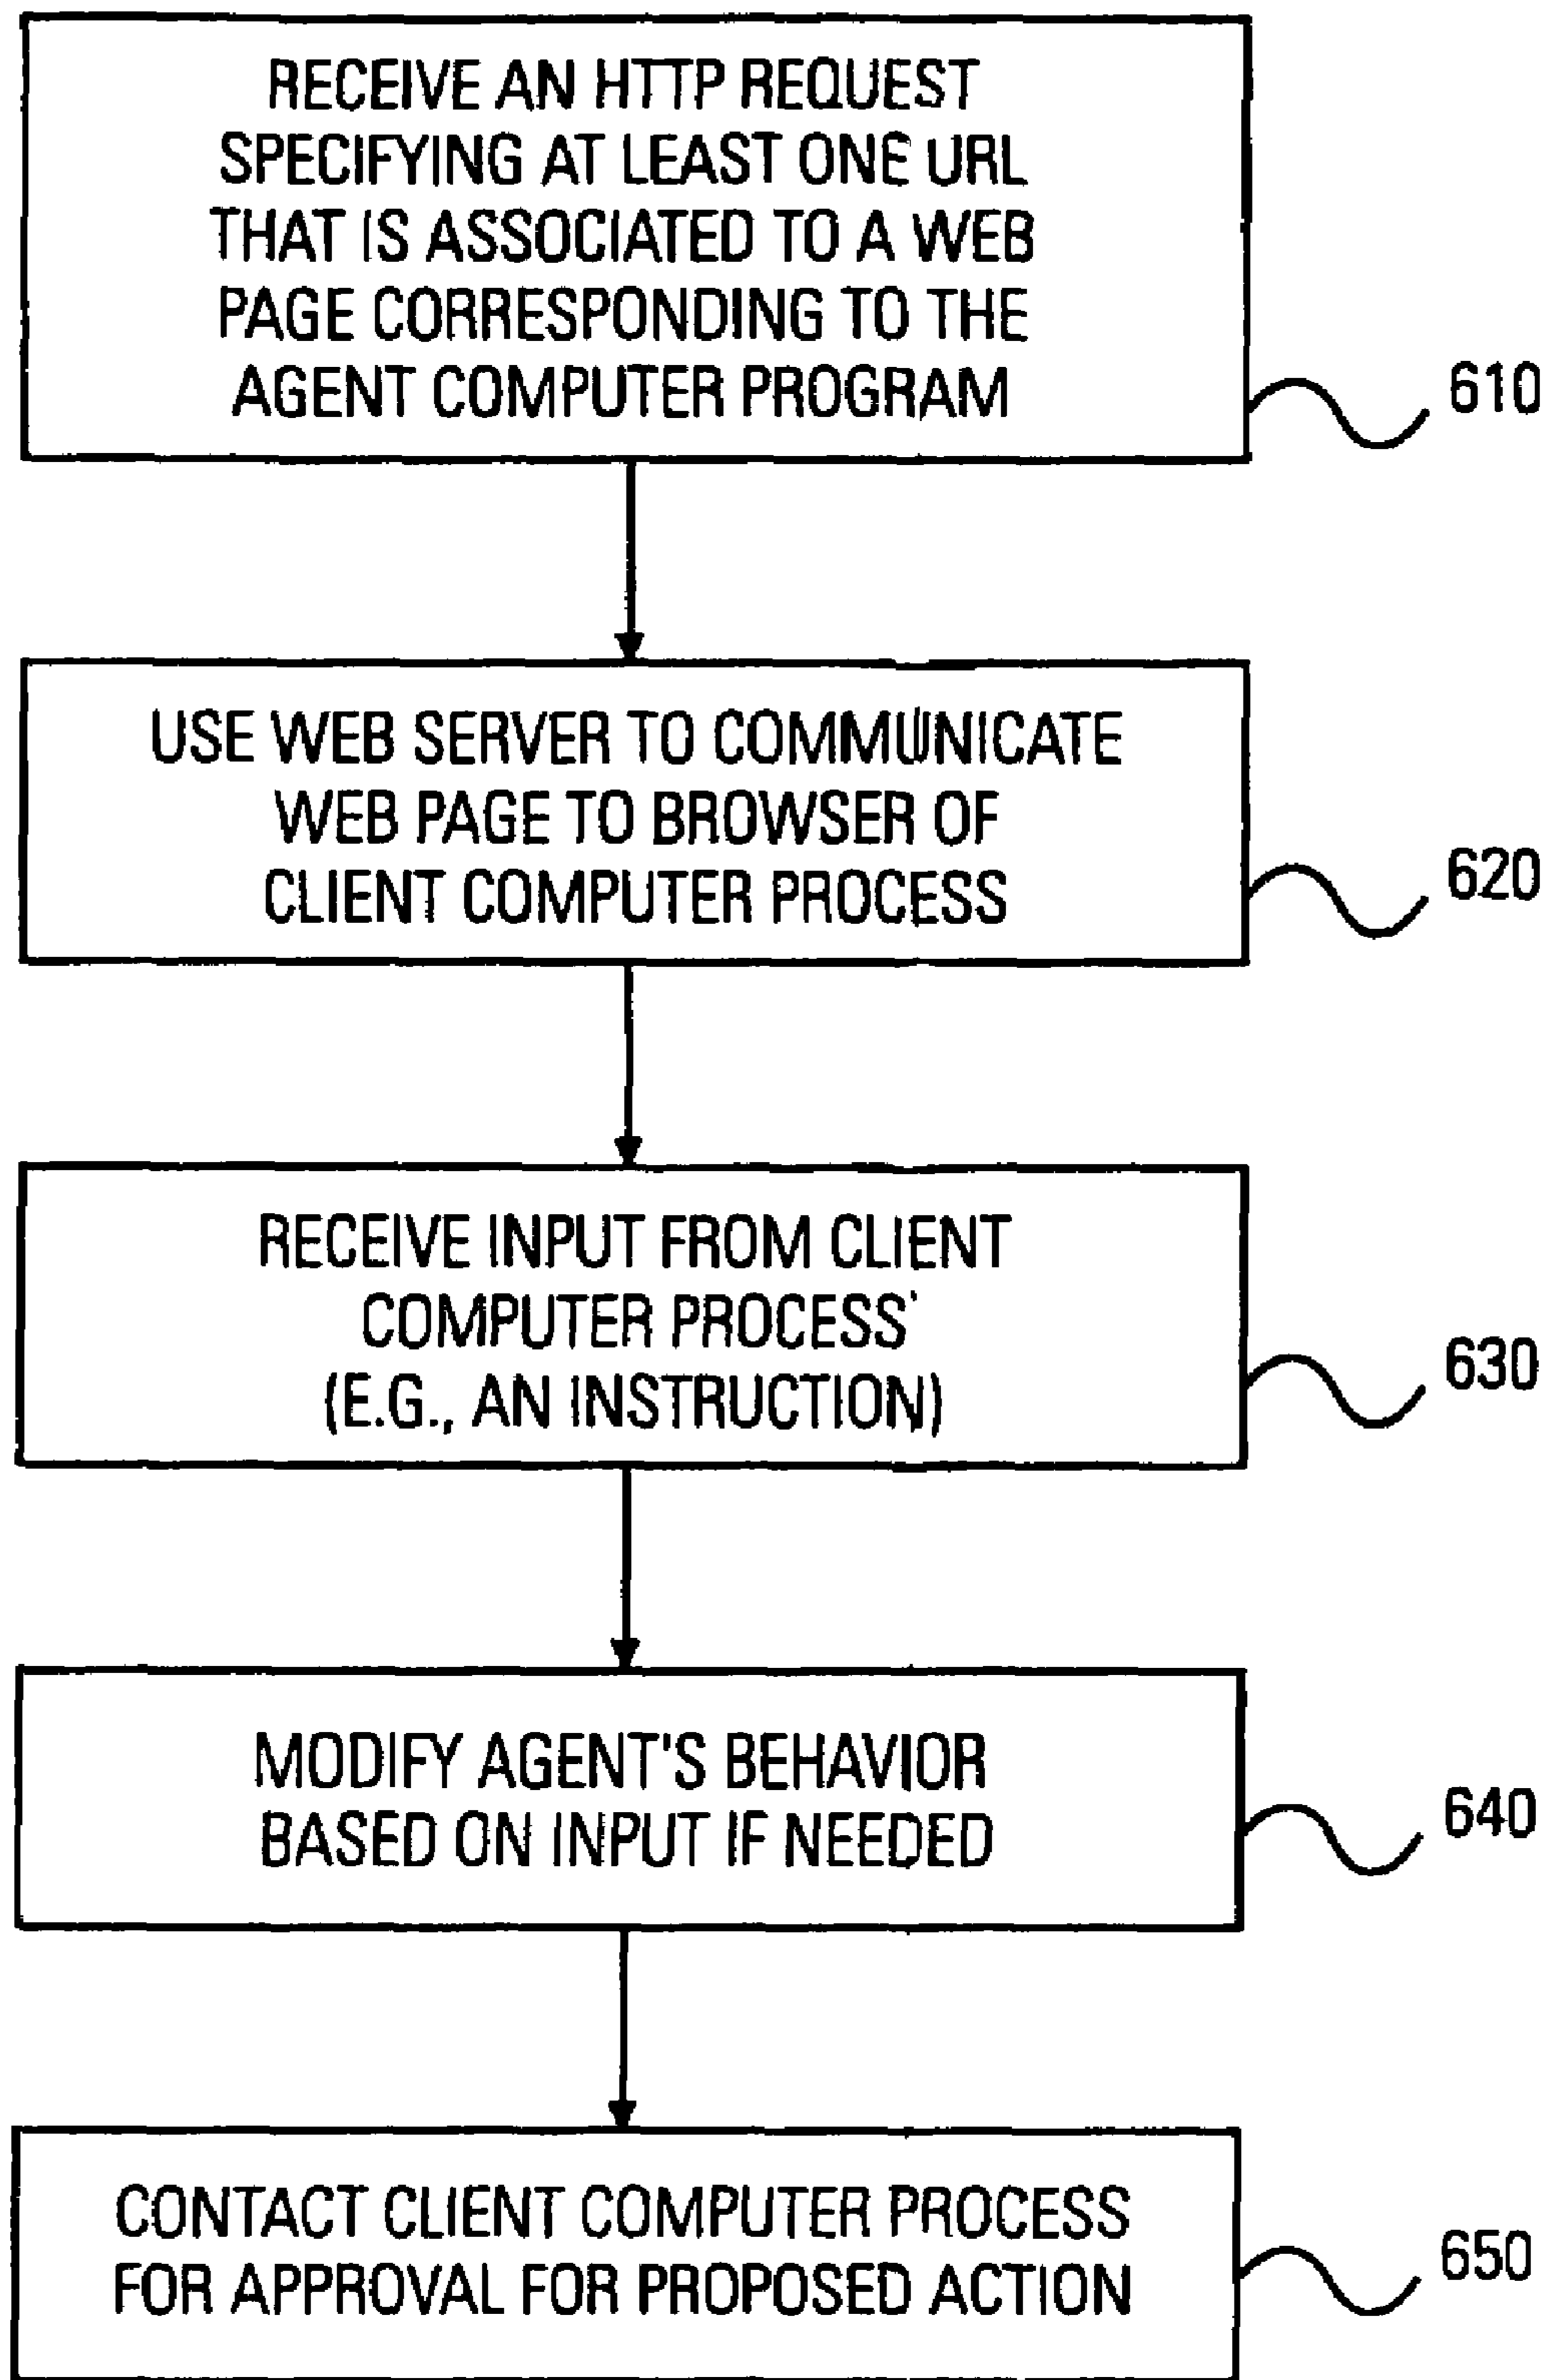 RECEIVE AN HTTP REQUEST
SPECIFYING AT LEAST ONE URL
THAT IS ASSOCIATED TO A WEB
PAGE CORRESPONDING TO THE
AGENT COMPUTER PROGRAM
610
USE WEB SERVER TO COMMUNICATE
WEB PAGE TO BROWSER OF
CLIENT COMPUTER PROCESS
620
RECEIVE INPUT FROM CLIENT
COMPUTER PROCESS
(E.G., AN INSTRUCTION)
630
MODIFY AGENT'S BEHAVIOR
BASED ON INPUT IF NEEDED
640
CONTACT CLIENT COMPUTER PROCESS
FOR APPROVAL FOR PROPOSED ACTION
650